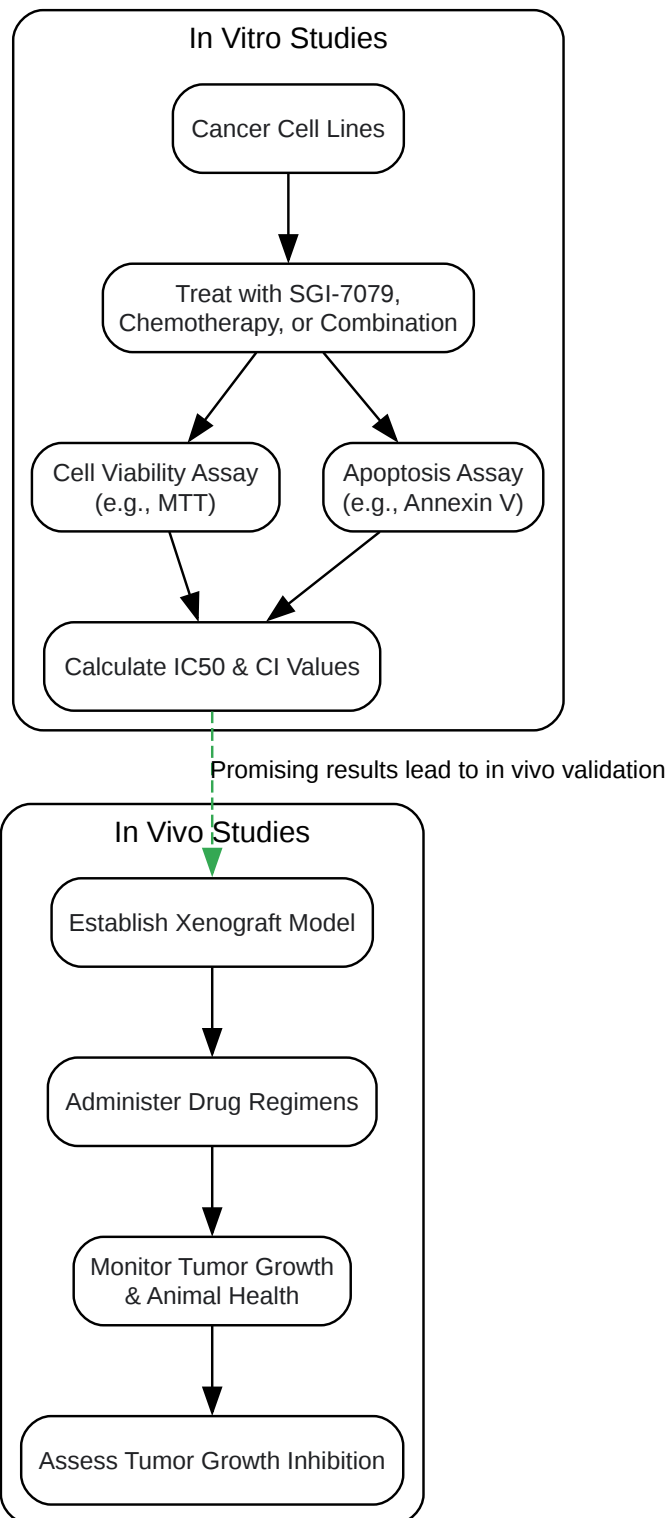 In Vitro Studies
Cancer Cell Lines
Treat with SGI-7079,
Chemotherapy, or Combination
Cell Viability Assay
(e.g., MTT)
Apoptosis Assay
(e.g., Annexin V)
Calculate IC50 & CI Values
Promising results lead to in vivo validation
In Vivo Studies
Establish Xenograft Model
Administer Drug Regimens
Monitor Tumor Growth
& Animal Health
Assess Tumor Growth Inhibition